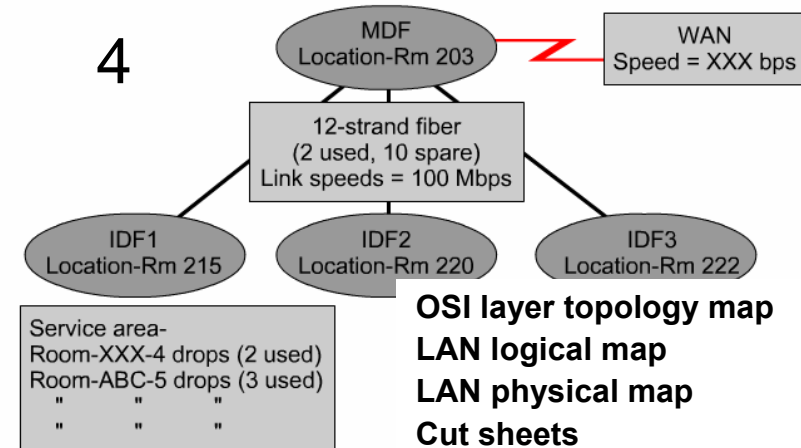 4
MDF
Location-Rm 203
WAN
Speed = XXX bps
12-strand fiber
(2 used, 10 spare)
Link speeds = 100 Mbps
IDF1
Location-Rm 215
IDF2
Location-Rm 220
IDF3
Location-Rm 222
Service area-
Room-XXX-4 drops (2 used)
Room-ABC-5 drops (3 used)
" " "
" " "
OSI layer topology map
LAN logical map
LAN physical map
Cut sheets